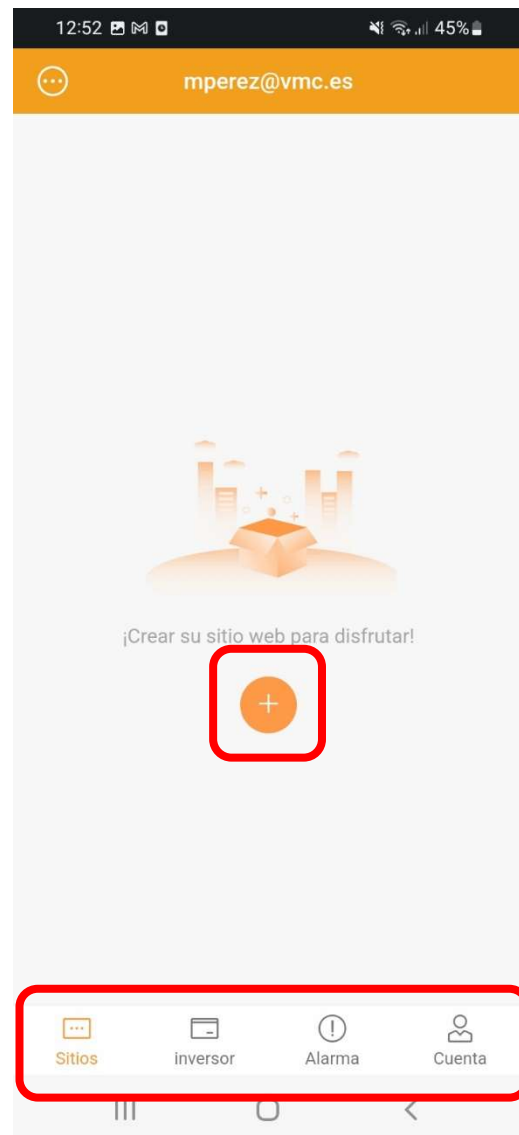 12:52 45%
mperez@vmc.es
¡Crear su sitio web para disfrutar!
Sitios inversor Alarma Cuenta